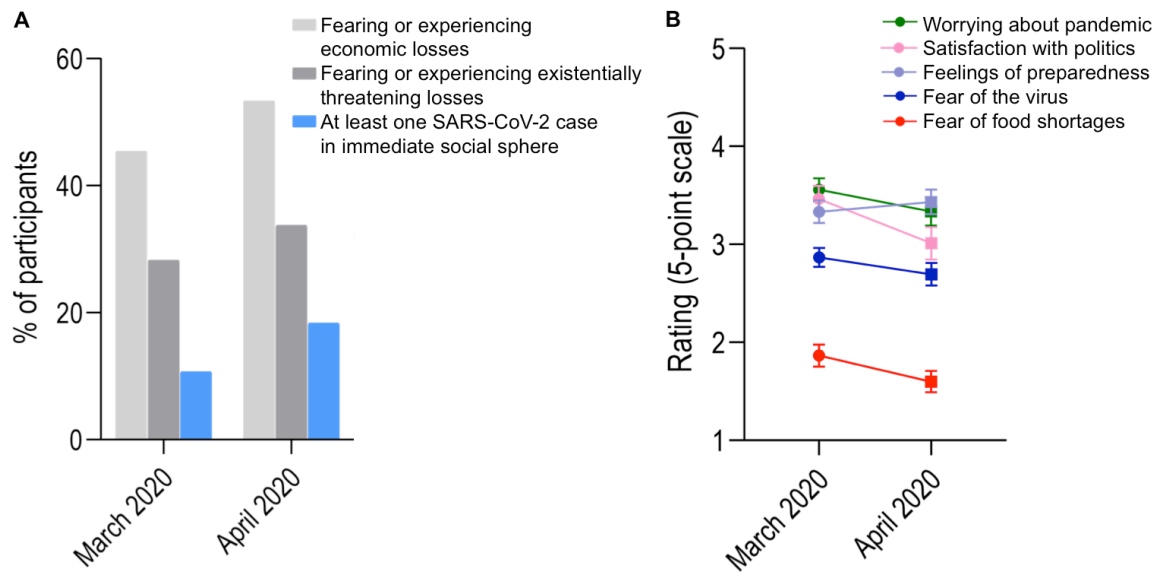 A
Fearing or experiencing
economic losses
Fearing or experiencing existentially
threatening losses
At least one SARS-CoV-2 case
in immediate social sphere
% of participants
60
40
20
0
March 2020
April 2020
B
Worrying about pandemic
Satisfaction with politics
Feelings of preparedness
Fear of the virus
Fear of food shortages
Rating (5-point scale)
5
4
3
2
1
March 2020
April 2020